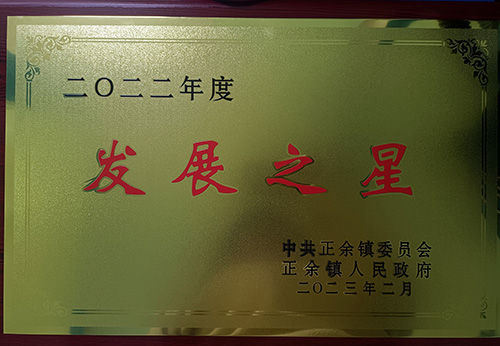 二〇二二年度
发展之星
中共正余镇委员会
正余镇人民政府
二〇二三年二月